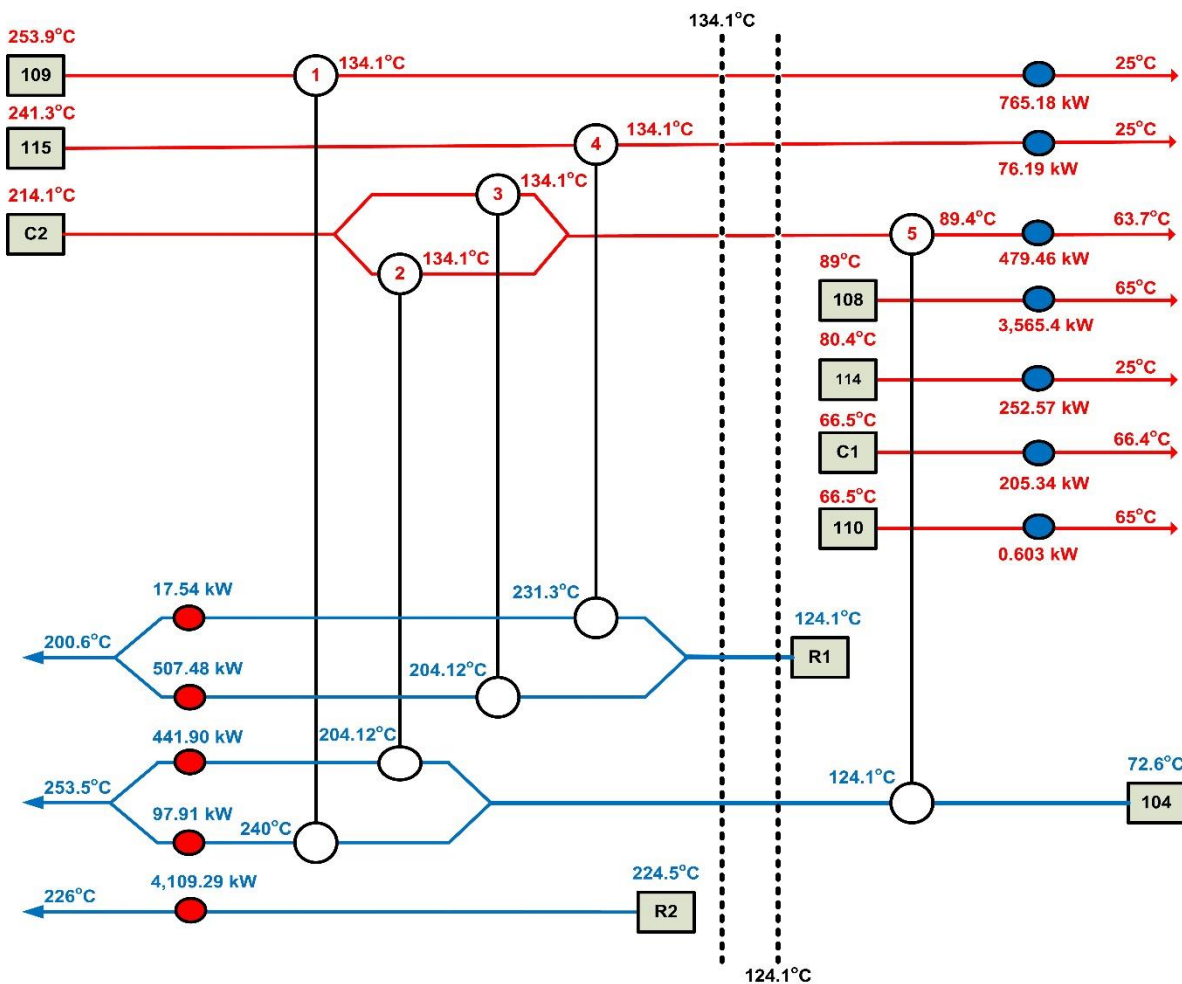 134.1°C
253.9°C
109
1
134.1°C
25°C
765.18 kW
241.3°C
115
4
134.1°C
25°C
76.19 kW
214.1°C
C2
3
134.1°C
2
134.1°C
5
89.4°C
63.7°C
479.46 kW
89°C
108
65°C
3,565.4 kW
80.4°C
114
25°C
252.57 kW
66.5°C
C1
66.4°C
205.34 kW
66.5°C
110
65°C
0.603 kW
17.54 kW
231.3°C
124.1°C
200.6°C
R1
507.48 kW
204.12°C
441.90 kW
204.12°C
253.5°C
124.1°C
72.6°C
104
97.91 kW
240°C
4,109.29 kW
226°C
224.5°C
R2
124.1°C